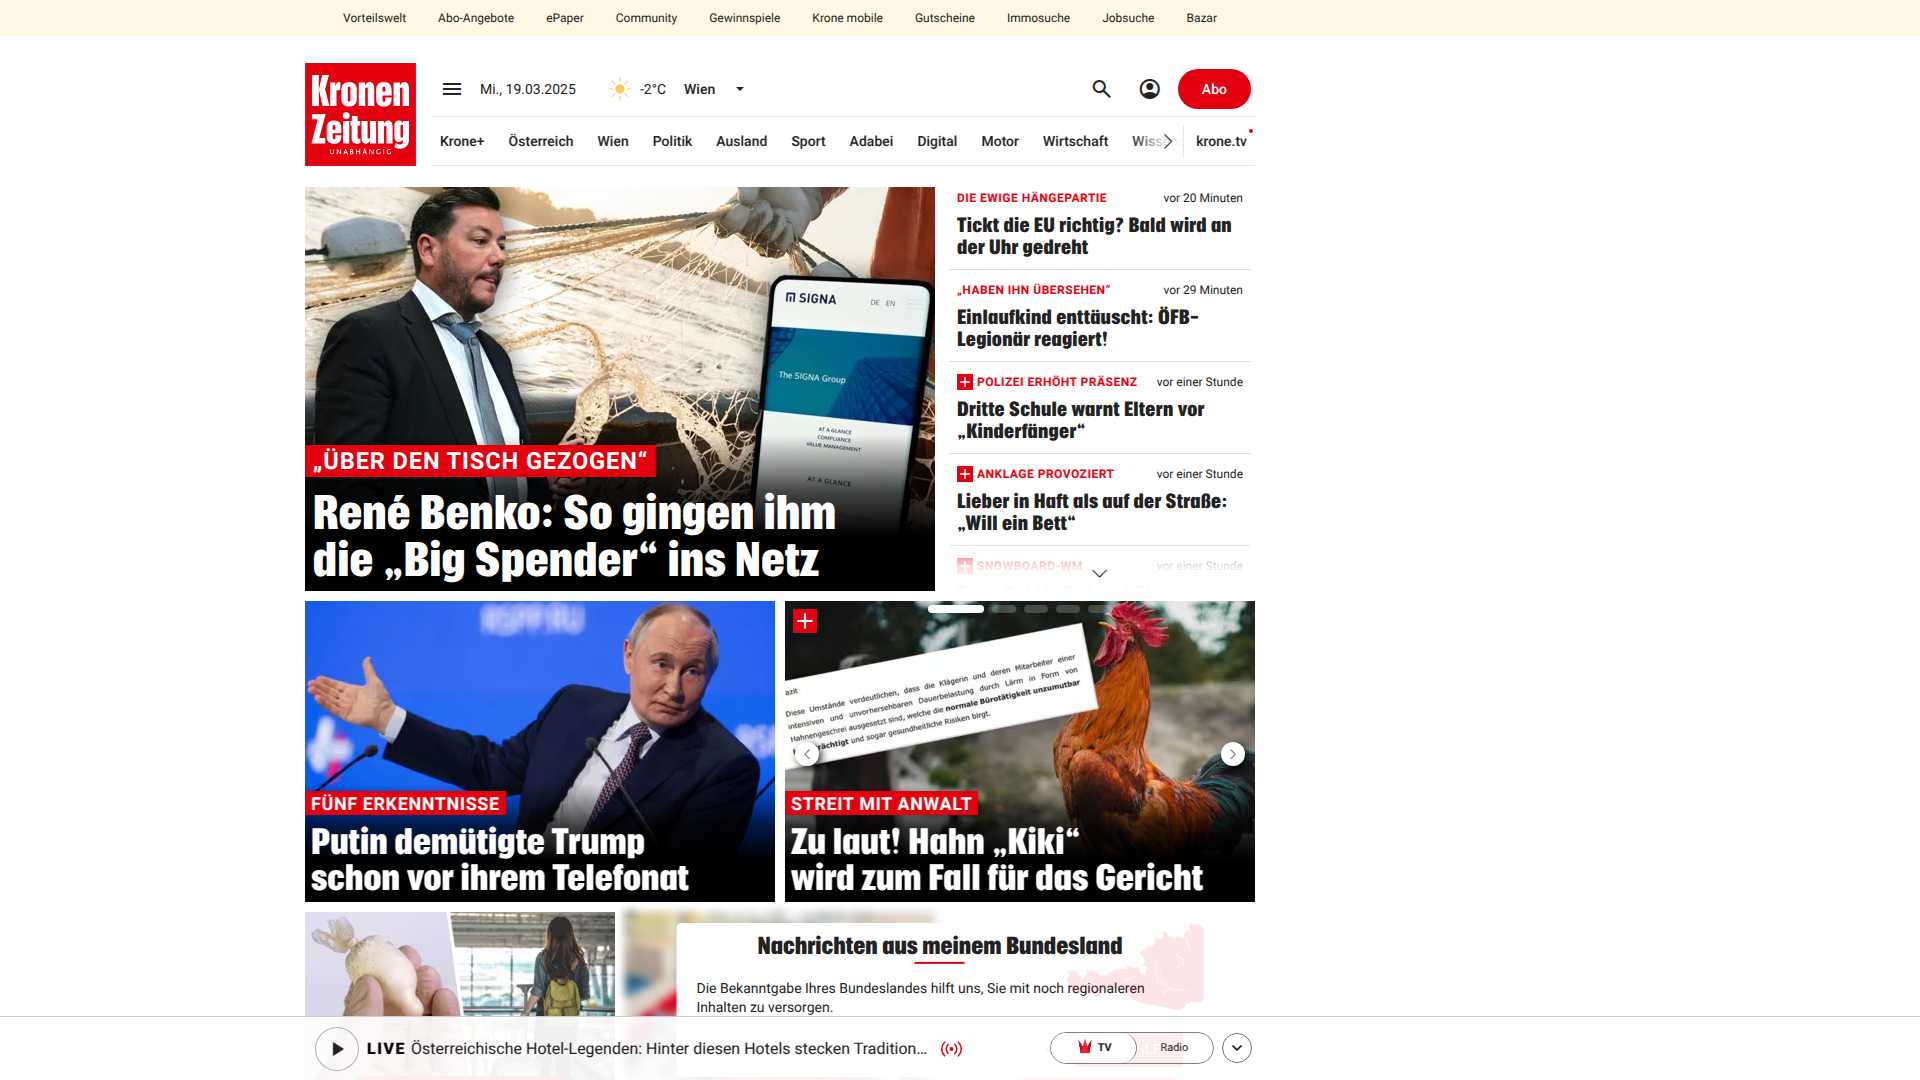 Vorteilswelt Abo-Angebote ePaper Community Gewinnspiele Krone mobile Gutscheine Immosuche Jobsuche Bazar
Kronen
Zeitung
UNABHÄNGIG
Mi., 19.03.2025 -2°C Wien
Abo
Krone+ Österreich Wien Politik Ausland Sport Adabei Digital Motor Wirtschaft krone.tv
SIGNA
DE EN
The SIGNA Group
AT A GLANCE
COMPLIANCE
VALUE MANAGEMENT
AT A GLANCE
„ÜBER DEN TISCH GEZOGEN“
René Benko: So gingen ihm
die „Big Spender“ ins Netz
DIE EWIGE HÄNGEPARTIE vor 20 Minuten
Tickt die EU richtig? Bald wird an
der Uhr gedreht
„HABEN IHN ÜBERSEHEN“ vor 29 Minuten
Einlaufkind enttäuscht: ÖFB-
Legionär reagiert!
POLIZEI ERHÖHT PRÄSENZ vor einer Stunde
Dritte Schule warnt Eltern vor
„Kinderfänger“
ANKLAGE PROVOZIERT vor einer Stunde
Lieber in Haft als auf der Straße:
„Will ein Bett“
SNOWBOARD-WM vor einer Stunde
FÜNF ERKENNTNISSE
Putin demütigte Trump
schon vor ihrem Telefonat
azit
Diese Umstände verdeutlichen, dass die Klägerin und deren Mitarbeiter einer
intensiven und unvorhersehbaren Dauerbelastung durch Lärm in Form von
Hahnengeschrei ausgesetzt sind, welche die normale Bürotätigkeit unzumutbar
rächtigt und sogar gesundheitliche Risiken birgt.
STREIT MIT ANWALT
Zu laut! Hahn „Kiki“
wird zum Fall für das Gericht
Nachrichten aus meinem Bundesland
Die Bekanntgabe Ihres Bundeslandes hilft uns, Sie mit noch regionaleren
Inhalten zu versorgen.
LIVE Österreichische Hotel-Legenden: Hinter diesen Hotels stecken Tradition...
TV Radio